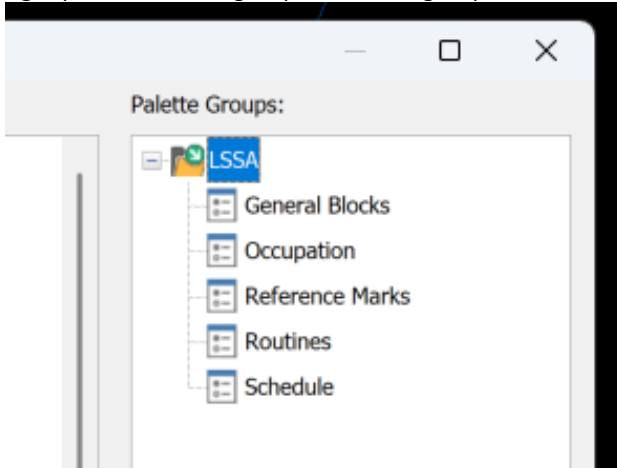 Palette Groups:
LSSA
General Blocks
Occupation
Reference Marks
Routines
Schedule